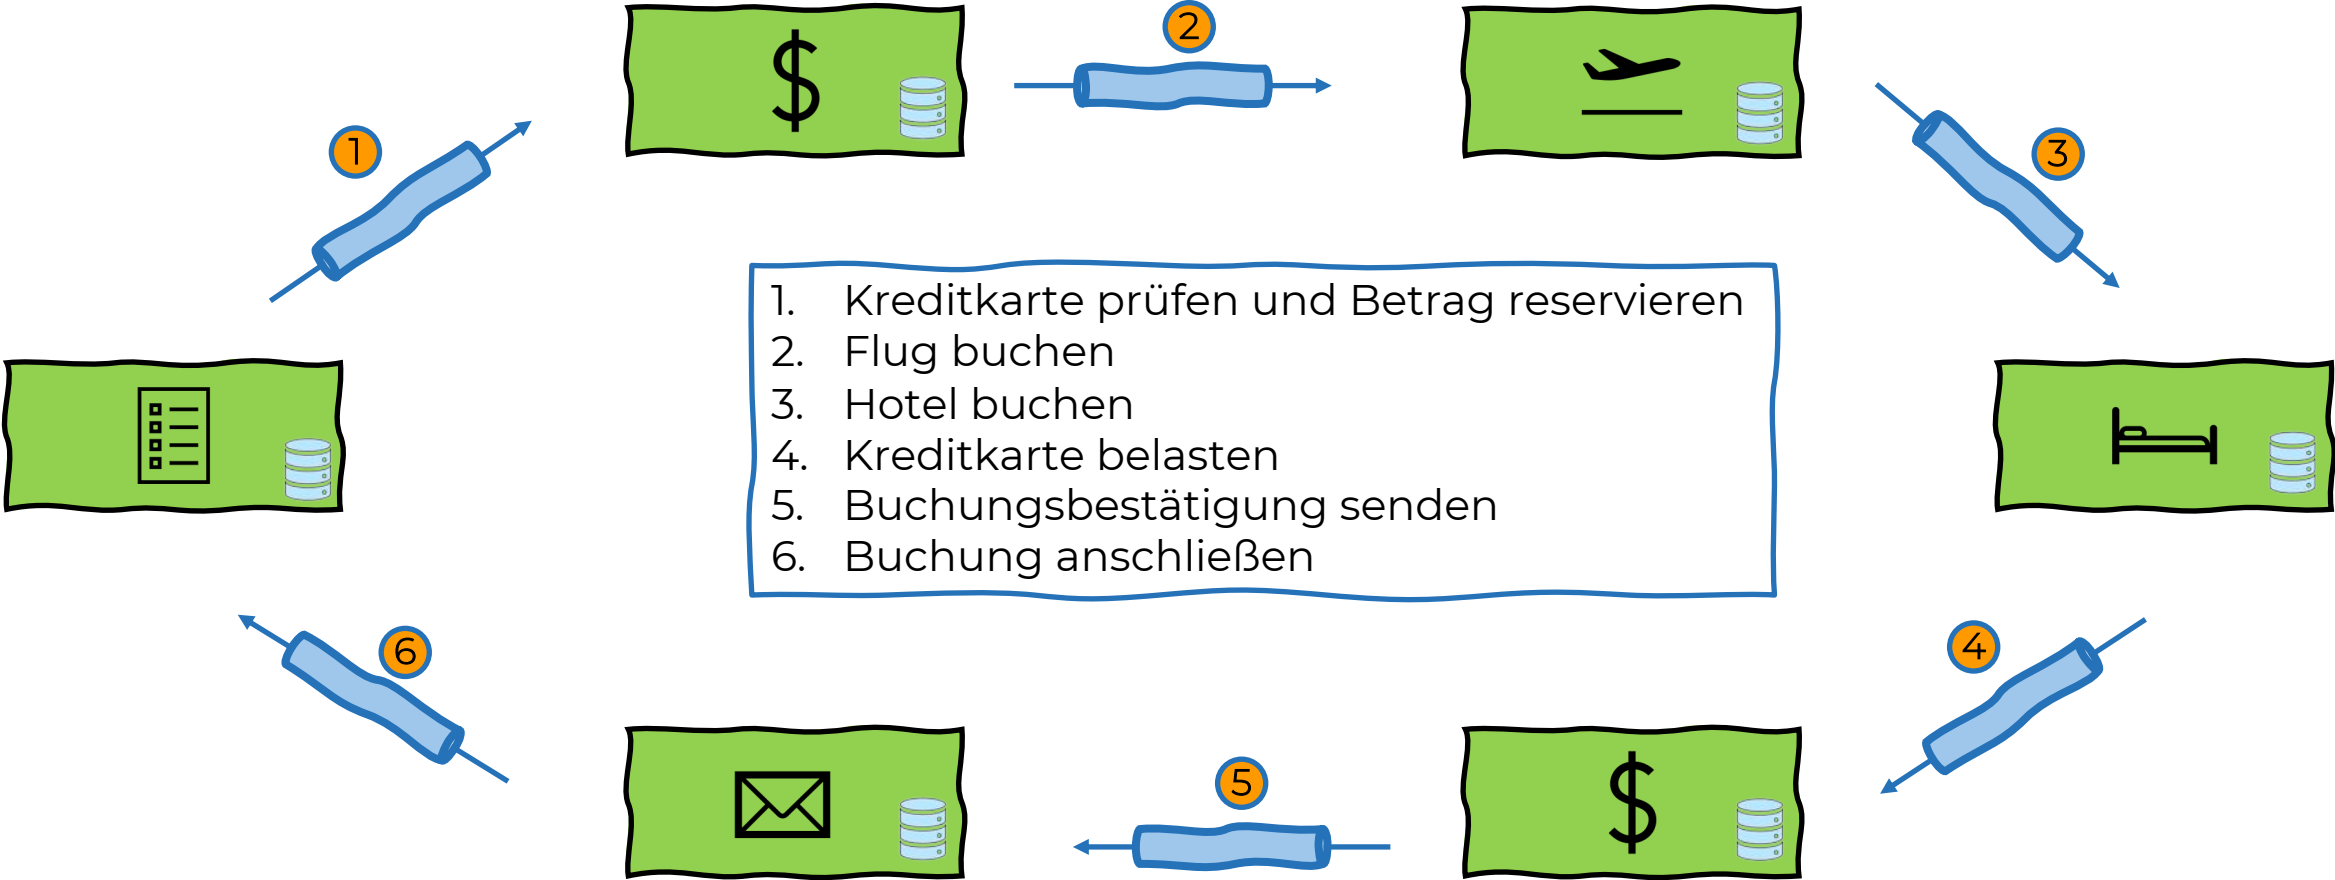 2
1
3
1. Kreditkarte prüfen und Betrag reservieren
2. Flug buchen
3. Hotel buchen
4. Kreditkarte belasten
5. Buchungsbestätigung senden
6. Buchung anschließen
6
4
5